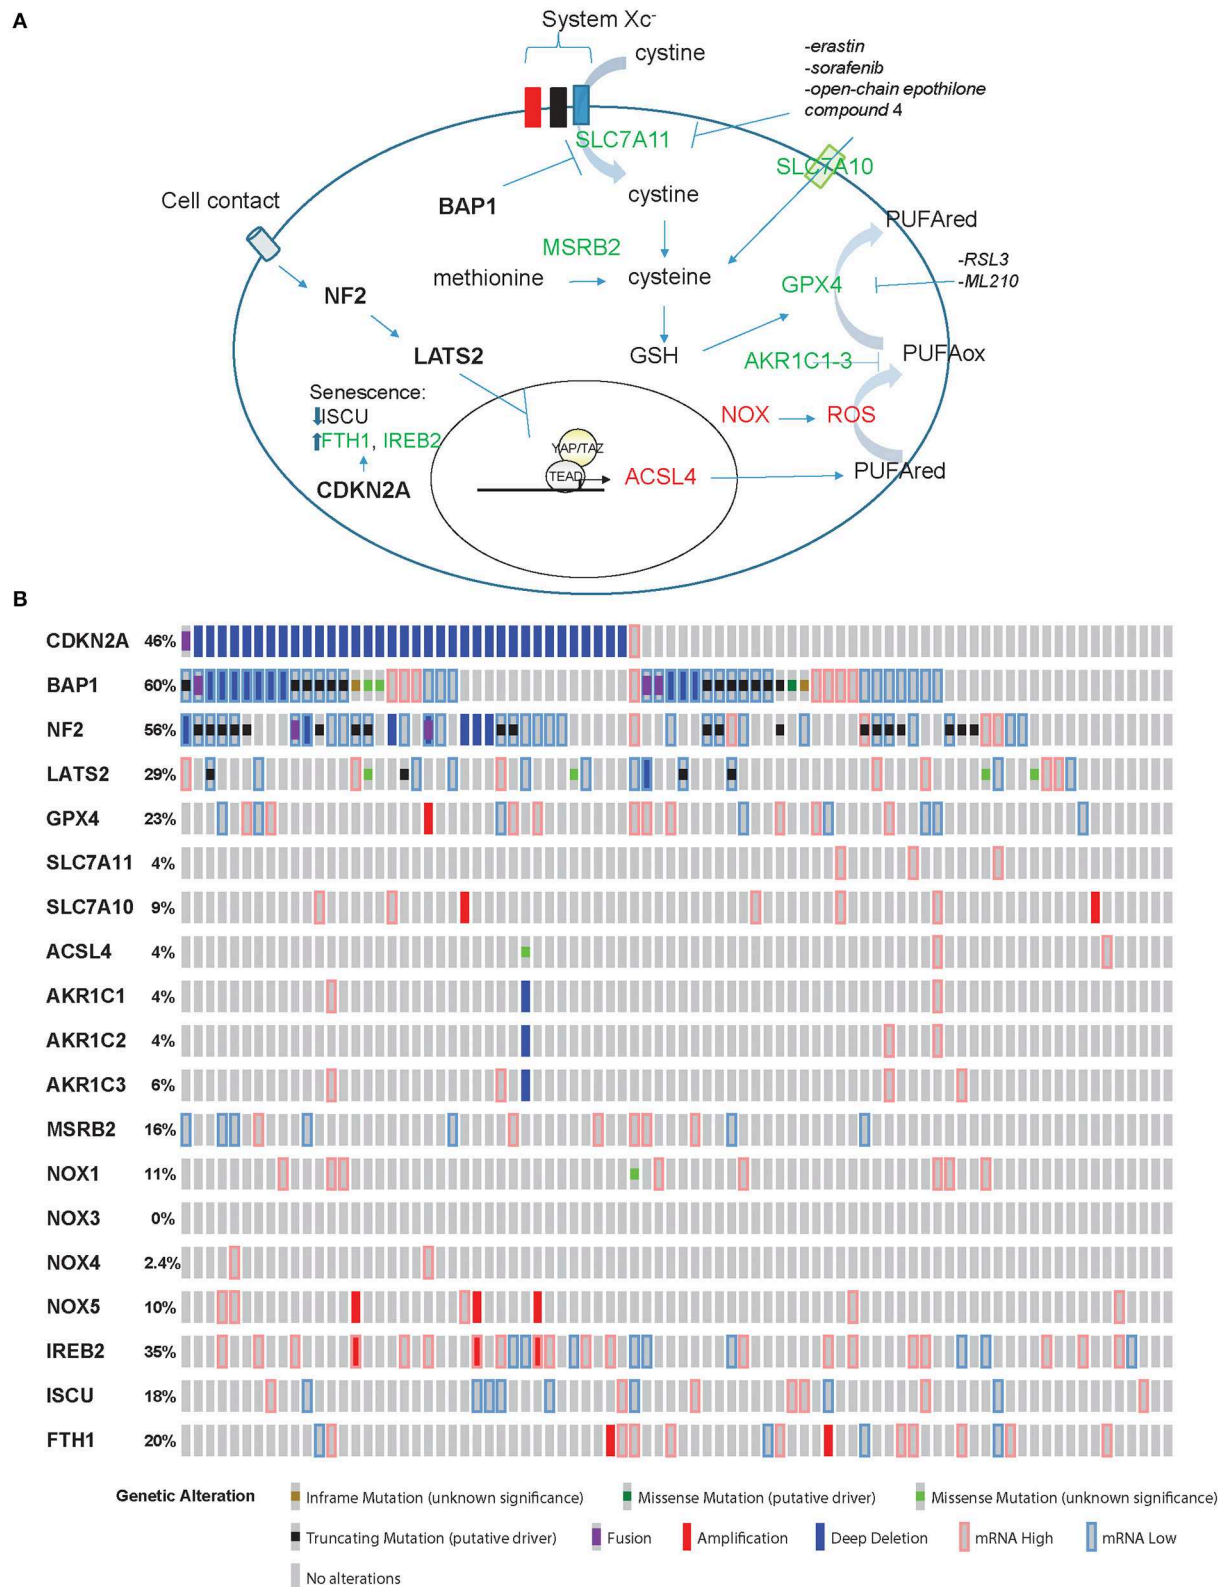 A
System Xc-
cystine
-erastin
-sorafenib
-open-chain epothilone
compound 4
SLC7A11
SLC7A10
Cell contact
BAP1
cystine
PUFAred
MSRB2
methionine
cysteine
GPX4
-RSL3
-ML210
NF2
LATS2
GSH
AKR1C1-3
PUFAox
Senescence:
ISCU
FTH1, IREB2
NOX
ROS
YAP/TAZ
TEAD
ACSL4
PUFAred
CDKN2A
B
CDKN2A 46%
BAP1 60%
NF2 56%
LATS2 29%
GPX4 23%
SLC7A11 4%
SLC7A10 9%
ACSL4 4%
AKR1C1 4%
AKR1C2 4%
AKR1C3 6%
MSRB2 16%
NOX1 11%
NOX3 0%
NOX4 2.4%
NOX5 10%
IREB2 35%
ISCU 18%
FTH1 20%
Genetic Alteration
Inframe Mutation (unknown significance)
Missense Mutation (putative driver)
Missense Mutation (unknown significance)
Truncating Mutation (putative driver)
Fusion
Amplification
Deep Deletion
mRNA High
mRNA Low
No alterations